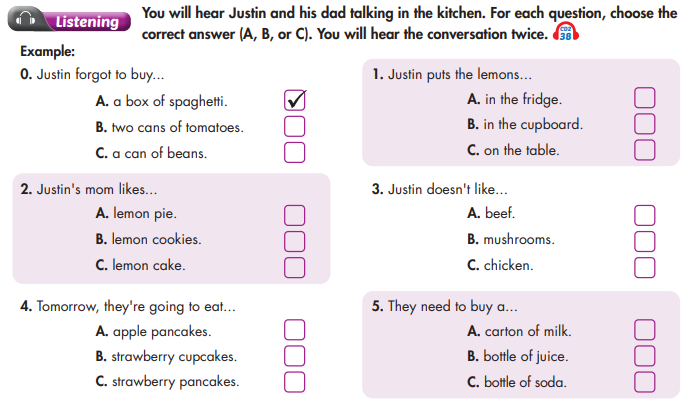 Listening
You will hear Justin and his dad talking in the kitchen. For each question, choose the
correct answer (A, B, or C). You will hear the conversation twice. CD2 38
Example:
0. Justin forgot to buy...
A. a box of spaghetti.
B. two cans of tomatoes.
C. a can of beans.
1. Justin puts the lemons...
A. in the fridge.
B. in the cupboard.
C. on the table.
2. Justin's mom likes...
A. lemon pie.
B. lemon cookies.
C. lemon cake.
3. Justin doesn't like...
A. beef.
B. mushrooms.
C. chicken.
4. Tomorrow, they're going to eat...
A. apple pancakes.
B. strawberry cupcakes.
C. strawberry pancakes.
5. They need to buy a...
A. carton of milk.
B. bottle of juice.
C. bottle of soda.